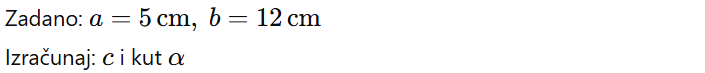 Zadano: a = 5 cm, b = 12 cm
Izračunaj: c i kut α